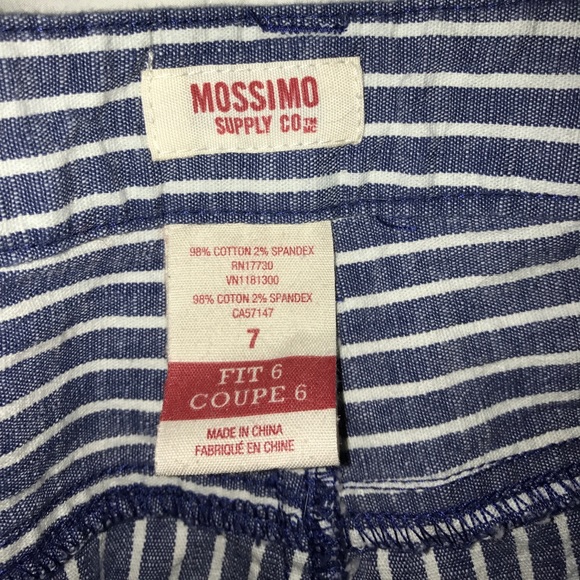 MOSSIMO
SUPPLY CO TM MC
98% COTTON 2% SPANDEX
RN17730
VN1181300
98% COTON 2% SPANDEX
CA57147
7
FIT 6
COUPE 6
MADE IN CHINA
FABRIQUÉ EN CHINE